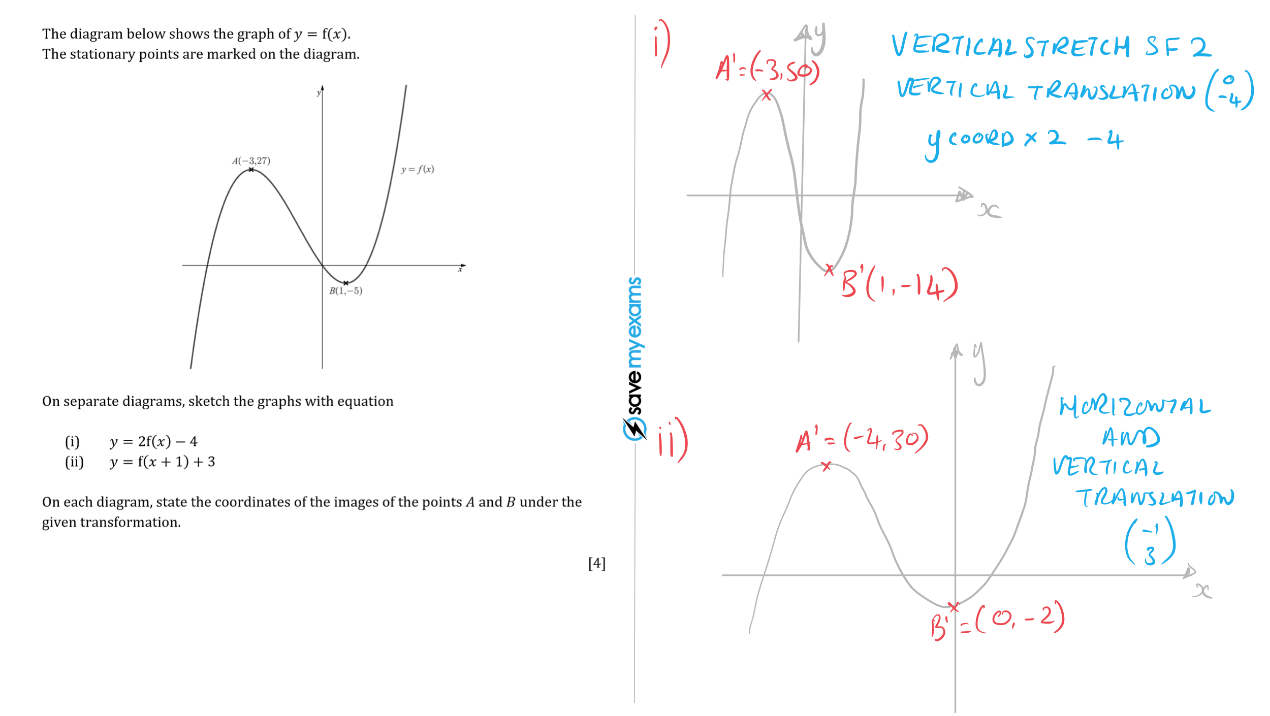 The diagram below shows the graph of y = f(x).
The stationary points are marked on the diagram.
y
A(−3,27)
y = f(x)
x
B(1,−5)
On separate diagrams, sketch the graphs with equation
(i) y = 2f(x) − 4
(ii) y = f(x + 1) + 3
On each diagram, state the coordinates of the images of the points A and B under the
given transformation.
[4]
savemyexams
i)
y
A'=(-3,50)
x
B'(1,-14)
VERTICAL STRETCH SF 2
VERTICAL TRANSLATION (0 -4)
y COORD × 2 -4
ii)
y
A' = (-4,30)
x
B' = (0,-2)
HORIZONTAL
AND
VERTICAL
TRANSLATION
(-1
3)